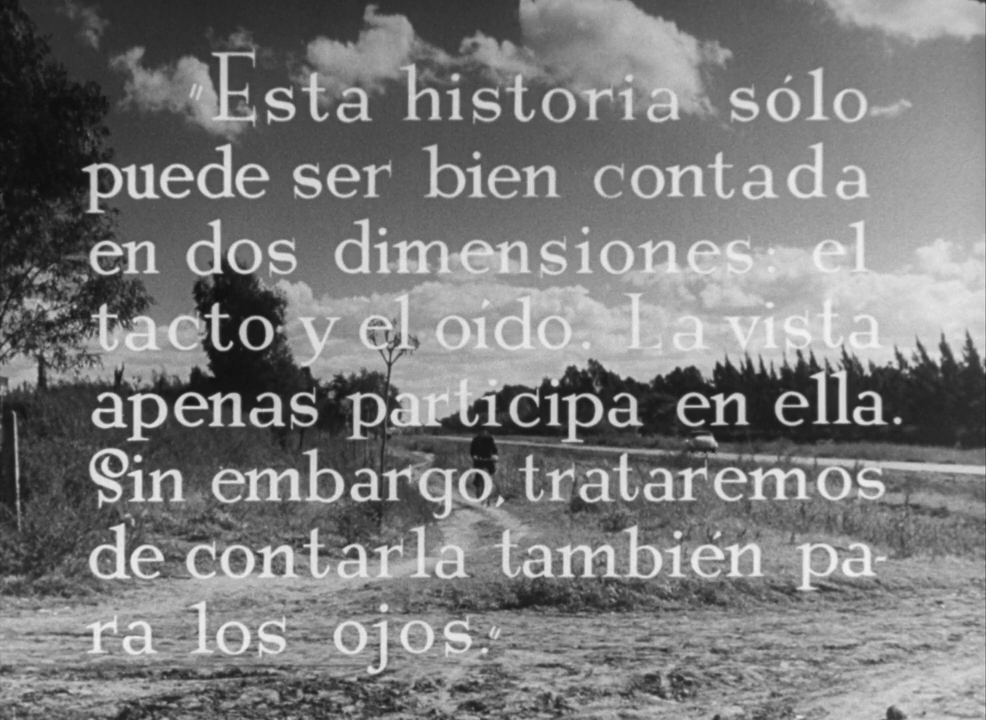 "Esta historia sólo
puede ser bien contada
en dos dimensiones: el
tacto y el oído. La vista
apenas participa en ella.
Sin embargo, trataremos
de contarla también pa-
ra los ojos."